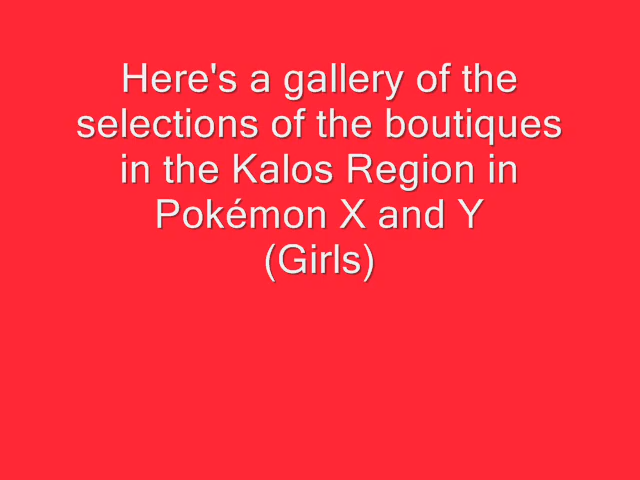 Here's a gallery of the
selections of the boutiques
in the Kalos Region in
Pokémon X and Y
(Girls)